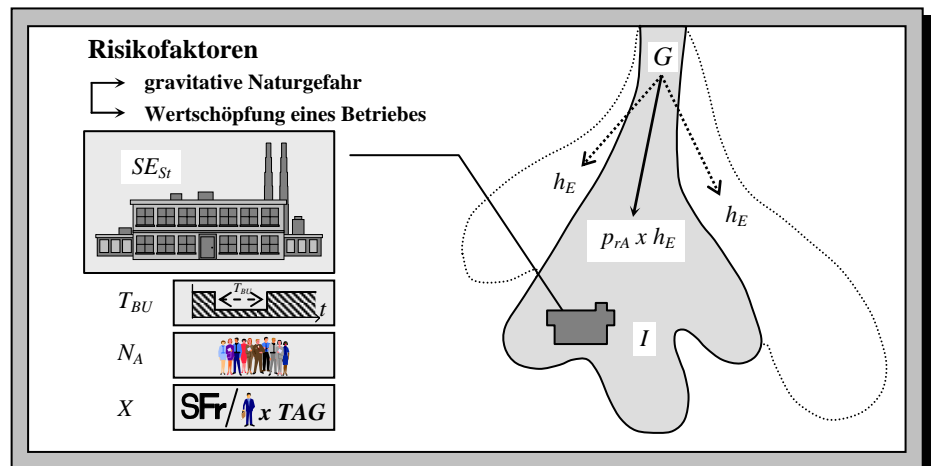 Risikofaktoren
gravitative Naturgefahr
Wertschöpfung eines Betriebes
SE_St
T_BU
T_BU
t
N_A
X
SFr/ x TAG
G
h_E
h_E
p_rA x h_E
I